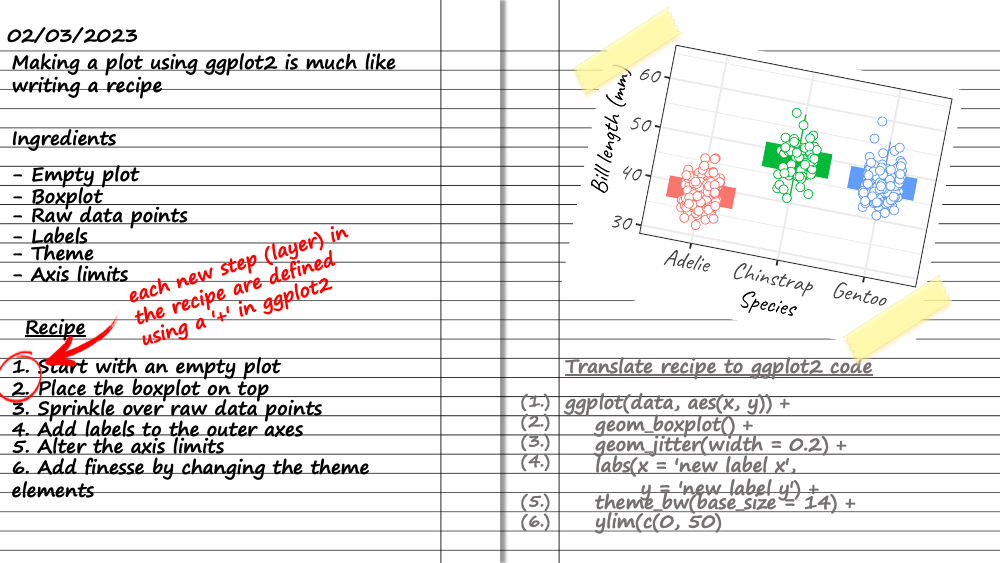 02/03/2023
Making a plot using ggplot2 is much like
writing a recipe
Ingredients
- Empty plot
- Boxplot
- Raw data points
- Labels
- Theme
- Axis limits
each new step (layer) in
the recipe are defined
using a '+' in ggplot2
Recipe
1. Start with an empty plot
2. Place the boxplot on top
3. Sprinkle over raw data points
4. Add labels to the outer axes
5. Alter the axis limits
6. Add finesse by changing the theme
elements
Bill length (mm)
60
50
40
30
Adelie Chinstrap Gentoo
Species
Translate recipe to ggplot2 code
(1.) ggplot(data, aes(x, y)) +
(2.) geom_boxplot() +
(3.) geom_jitter(width = 0.2) +
(4.) labs(x = 'new label x',
y = 'new label y') +
(5.) theme_bw(base_size = 14) +
(6.) ylim(c(0, 50)